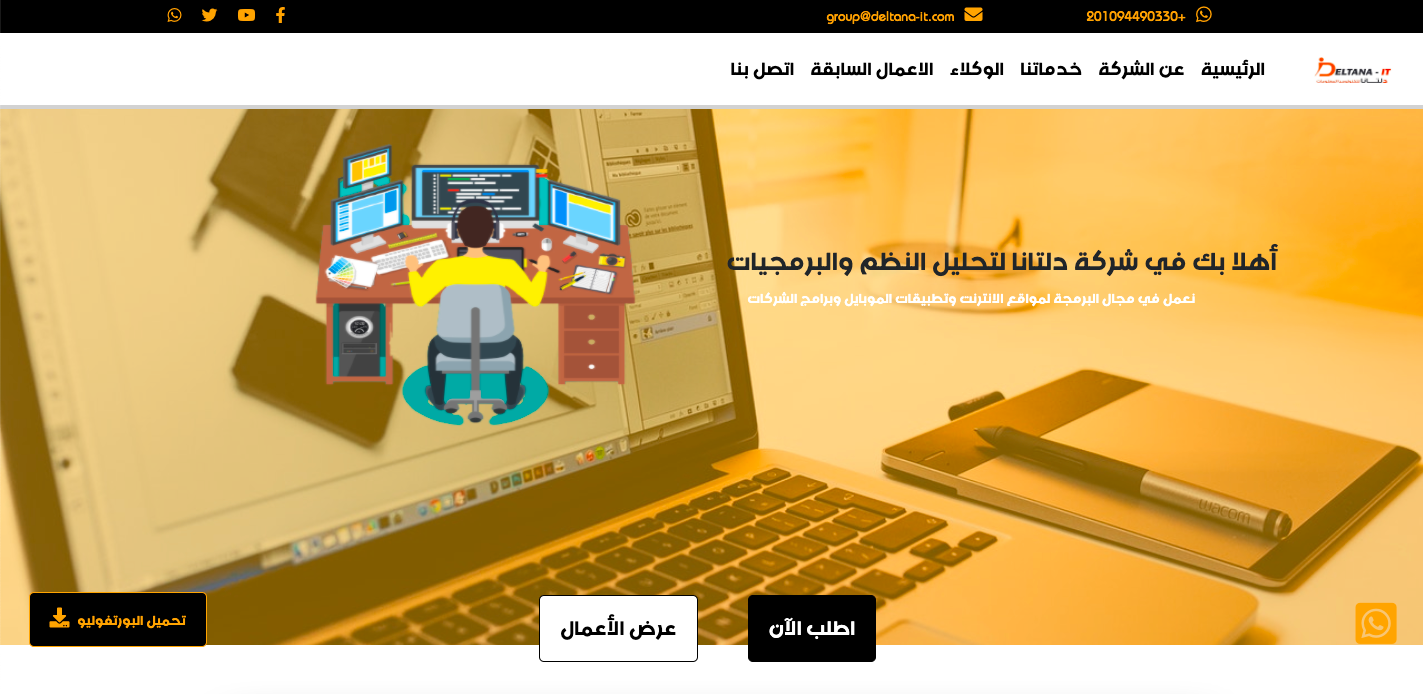 +201094490330
group@deltana-it.com
DELTANA - IT
الرئيسية
عن الشركة
خدماتنا
الوكلاء
الاعمال السابقة
اتصل بنا
أهلا بك في شركة دلتانا لتحليل النظم والبرمجيات
نعمل في مجال البرمجة لمواقع الانترنت وتطبيقات الموبايل وبرامج الشركات
wacom
اطلب الآن
عرض الأعمال
تحميل البورتفوليو